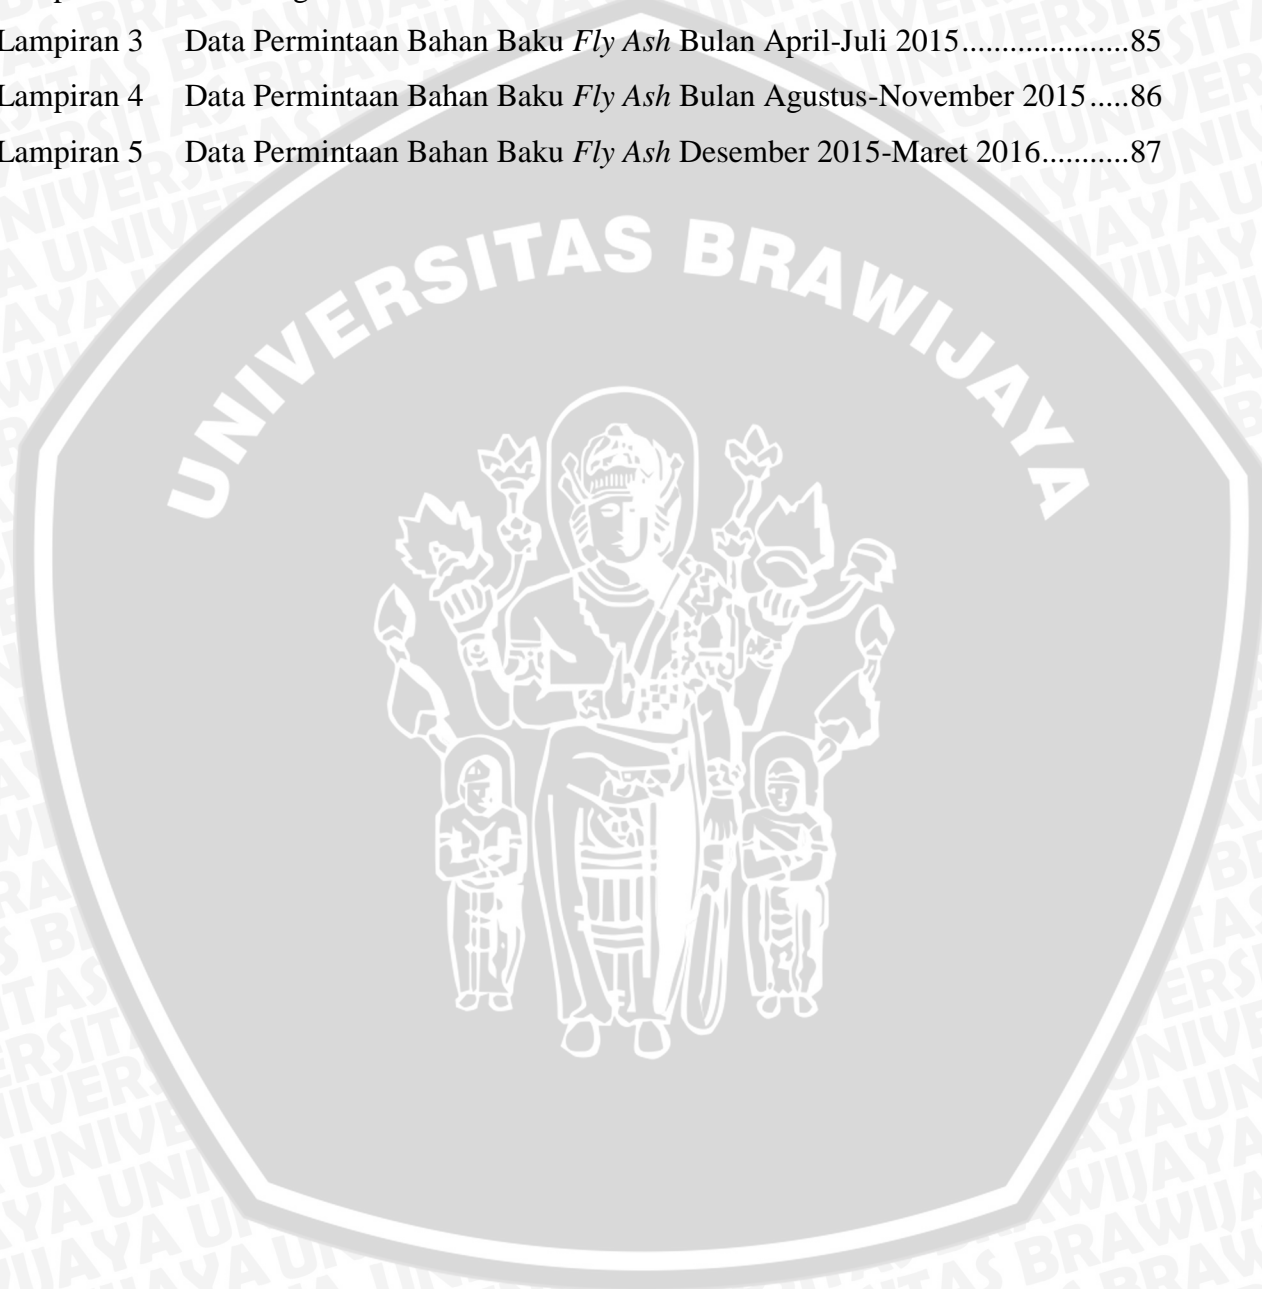 Lampiran 3 Data Permintaan Bahan Baku Fly Ash Bulan April-Juli 2015.....................85
Lampiran 4 Data Permintaan Bahan Baku Fly Ash Bulan Agustus-November 2015.....86
Lampiran 5 Data Permintaan Bahan Baku Fly Ash Desember 2015-Maret 2016...........87
UNIVERSITAS BRAWIJAYA